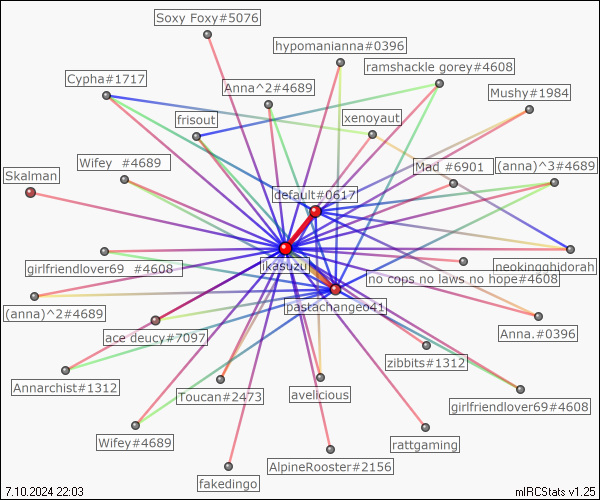 Soxy Foxy#5076
hypomanianna#0396
ramshackle gorey#4608
Cypha#1717
Anna^2#4689
Mushy#1984
frisout
xenoyaut
Wifey  #4689
Mad #6901
(anna)^3#4689
Skalman
default#0617
ikasuzu
girlfriendlover69  #4608
no cops no laws no hope#4608
neokingghidorah
(anna)^2#4689
pastachangeo41
Anna.#0396
ace deucy#7097
zibbits#1312
Annarchist#1312
Toucan#2473
avelicious
girlfriendlover69#4608
Wifey#4689
rattgaming
fakedingo
AlpineRooster#2156
7.10.2024 22:03
mIRCStats v1.25